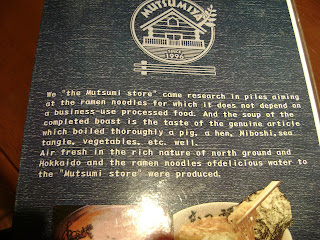 MUTSUMIYA
SINCE
1996
We "the Mutsumi store" came research in piles aiming
at the ramen noodles for which it does not depend on
a business-use processed food. And the soup of the
completed boast is the taste of the genuine article
which boiled thoroughly a pig, a hen, Niboshi,sea
tangle, vegetables, etc. well.
Air fresh in the rich nature of north ground and
Hokkaido and the ramen noodles ofdelicious water to
the "Mutsumi store" were produced.